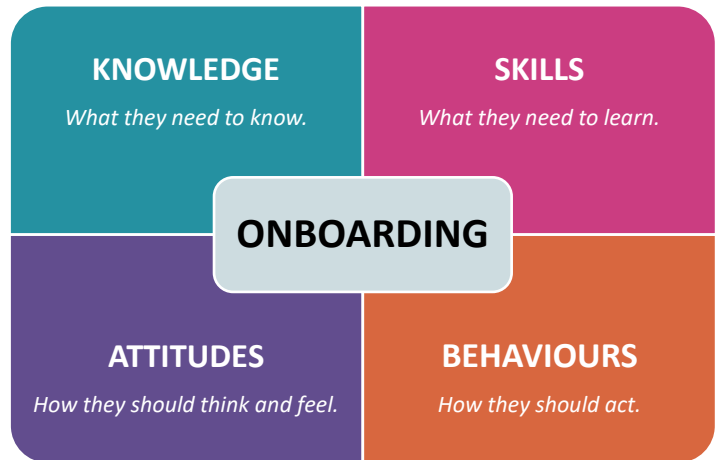 KNOWLEDGE
What they need to know.
SKILLS
What they need to learn.
ONBOARDING
ATTITUDES
How they should think and feel.
BEHAVIOURS
How they should act.